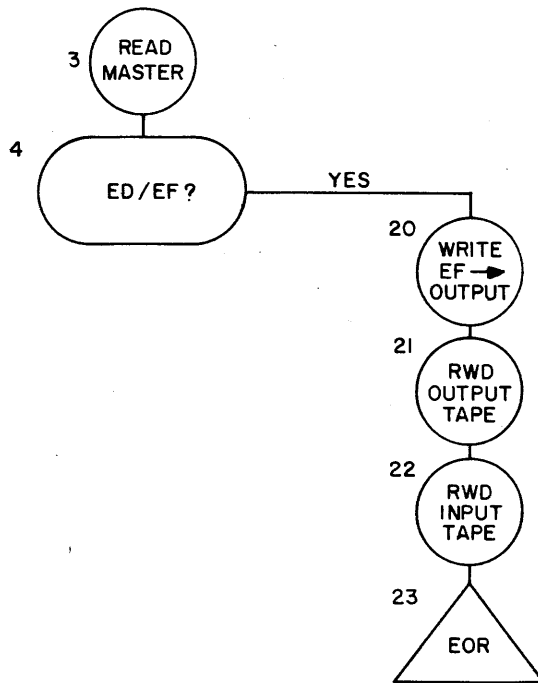 3
READ
MASTER
4
ED/EF?
YES
20
WRITE
EF →
OUTPUT
21
RWD
OUTPUT
TAPE
22
RWD
INPUT
TAPE
23
EOR